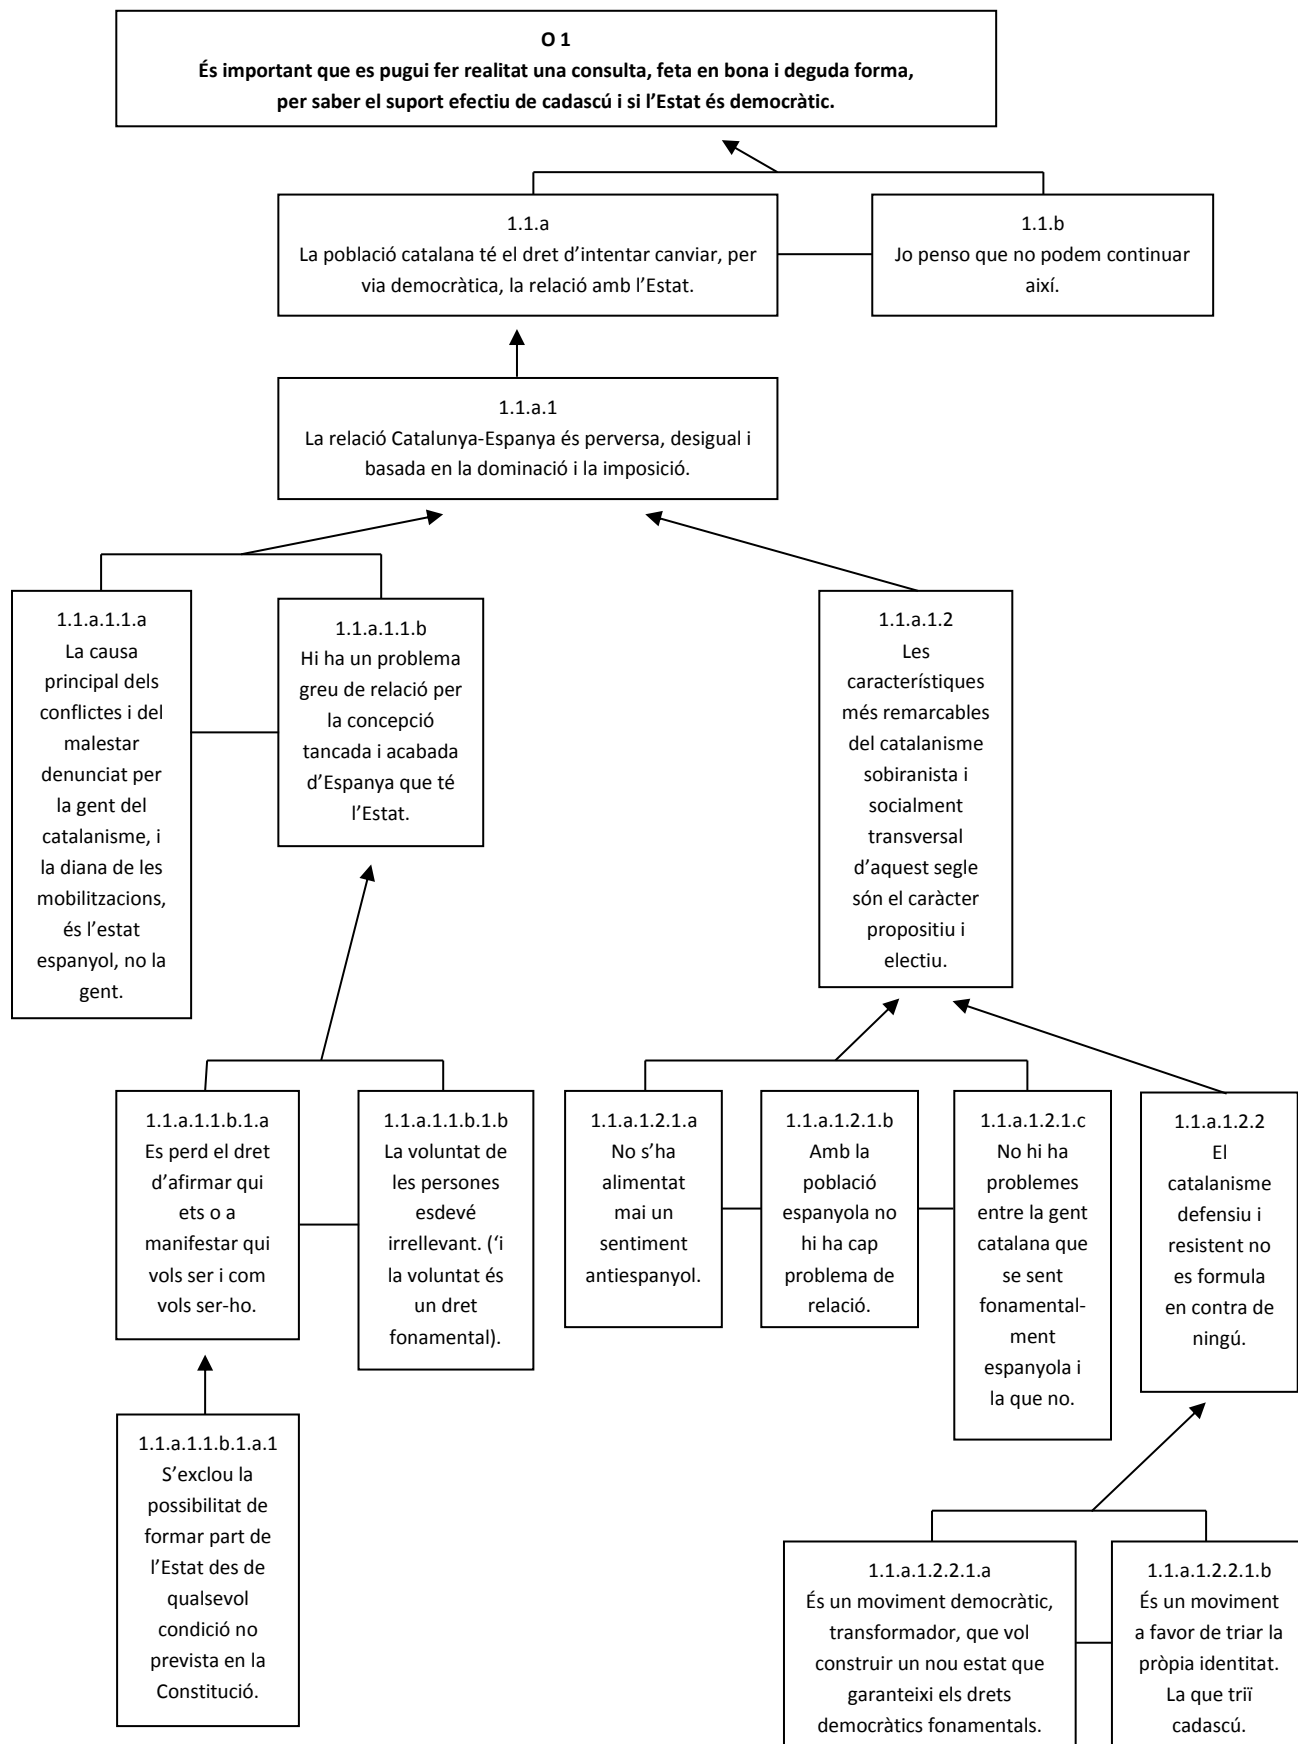 O 1
És important que es pugui fer realitat una consulta, feta en bona i deguda forma,
per saber el suport efectiu de cadascú i si l’Estat és democràtic.
1.1.a
La població catalana té el dret d’intentar canviar, per
via democràtica, la relació amb l’Estat.
1.1.b
Jo penso que no podem continuar
així.
1.1.a.1
La relació Catalunya-Espanya és perversa, desigual i
basada en la dominació i la imposició.
1.1.a.1.1.a
La causa
principal dels
conflictes i del
malestar
denunciat per
la gent del
catalanisme, i
la diana de les
mobilitzacions,
és l’estat
espanyol, no la
gent.
1.1.a.1.1.b
Hi ha un problema
greu de relació per
la concepció
tancada i acabada
d’Espanya que té
l’Estat.
1.1.a.1.2
Les
característiques
més remarcables
del catalanisme
sobiranista i
socialment
transversal
d’aquest segle
són el caràcter
propositiu i
electiu.
1.1.a.1.1.b.1.a
Es perd el dret
d’afirmar qui
ets o a
manifestar qui
vols ser i com
vols ser-ho.
1.1.a.1.1.b.1.b
La voluntat de
les persones
esdevé
irrellevant. (‘i
la voluntat és
un dret
fonamental).
1.1.a.1.2.1.a
No s’ha
alimentat
mai un
sentiment
antiespanyol.
1.1.a.1.2.1.b
Amb la
població
espanyola no
hi ha cap
problema de
relació.
1.1.a.1.2.1.c
No hi ha
problemes
entre la gent
catalana que
se sent
fonamental-
ment
espanyola i
la que no.
1.1.a.1.2.2
El
catalanisme
defensiu i
resistent no
es formula
en contra de
ningú.
1.1.a.1.1.b.1.a.1
S’exclou la
possibilitat de
formar part de
l’Estat des de
qualsevol
condició no
prevista en la
Constitució.
1.1.a.1.2.2.1.a
És un moviment democràtic,
transformador, que vol
construir un nou estat que
garanteixi els drets
democràtics fonamentals.
1.1.a.1.2.2.1.b
És un moviment
a favor de triar la
pròpia identitat.
La que triï
cadascú.